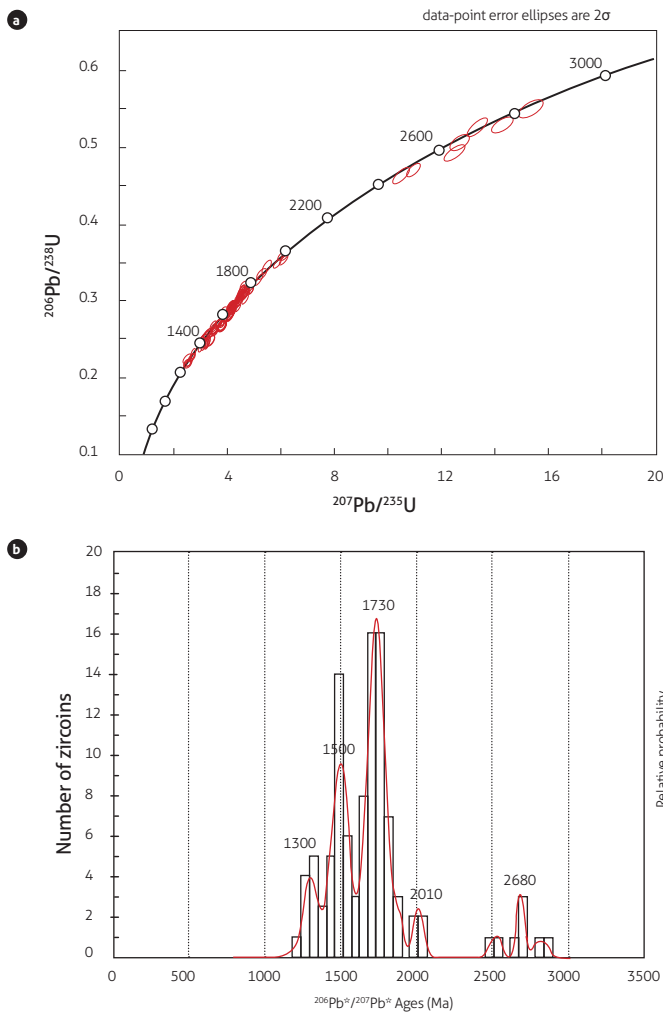 a
data-point error ellipses are 2σ
0.6
0.5
0.4
0.3
0.2
0.1
²⁰⁶Pb/²³⁸U
3000
2600
2200
1800
1400
0 4 8 12 16 20
²⁰⁷Pb/²³⁵U
b
20
18
16
14
12
10
8
6
4
2
0
Number of zircoins
1730
1500
1300
2010
2680
Relative probability
0 500 1000 1500 2000 2500 3000 3500
²⁰⁶Pb*/²⁰⁷Pb* Ages (Ma)